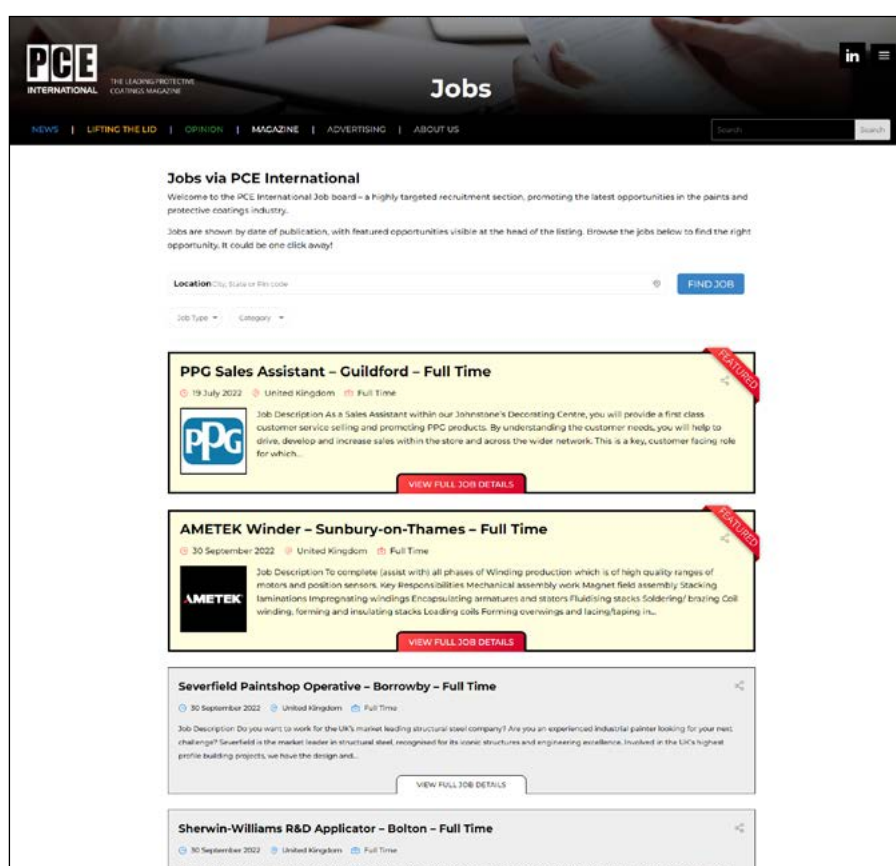 PCE
INTERNATIONAL
THE LEADING PROTECTIVE
COATINGS MAGAZINE
Jobs
in
NEWS | LIFTING THE LID | OPINION | MAGAZINE | ADVERTISING | ABOUT US
Search
Search
Jobs via PCE International
Welcome to the PCE International Job board – a highly targeted recruitment section, promoting the latest opportunities in the paints and
protective coatings industry.
Jobs are shown by date of publication, with featured opportunities visible at the head of the listing. Browse the jobs below to find the right
opportunity. It could be one click away!
Location City, State or Pin code
FIND JOB
Job Type
Category
PPG Sales Assistant – Guildford – Full Time
FEATURED
19 July 2022 United Kingdom Full Time
PPG
Job Description As a Sales Assistant within our Johnstone's Decorating Centre, you will provide a first class
customer service selling and promoting PPG products. By understanding the customer needs, you will help to
drive, develop and increase sales within the store and across the wider network. This is a key, customer facing role
for which...
VIEW FULL JOB DETAILS
AMETEK Winder – Sunbury-on-Thames – Full Time
FEATURED
30 September 2022 United Kingdom Full Time
AMETEK
Job Description To complete (assist with) all phases of Winding production which is of high quality ranges of
motors and position sensors. Key Responsibilities Mechanical assembly work Magnet field assembly Stacking
laminations Impregnating windings Encapsulating armatures and stators Fluidising stacks Soldering/ brazing Coil
winding, forming and insulating stacks Loading coils Forming overwings and lacing/taping in...
VIEW FULL JOB DETAILS
Severfield Paintshop Operative – Borrowby – Full Time
30 September 2022 United Kingdom Full Time
Job Description Do you want to work for the UK's market leading structural steel company? Are you an experienced industrial painter looking for your next
challenge? Severfield is the market leader in structural steel, recognised for its iconic structures and engineering excellence. Involved in the UK's highest
profile building projects, we have the design and...
VIEW FULL JOB DETAILS
Sherwin-Williams R&D Applicator – Bolton – Full Time
30 September 2022 United Kingdom Full Time